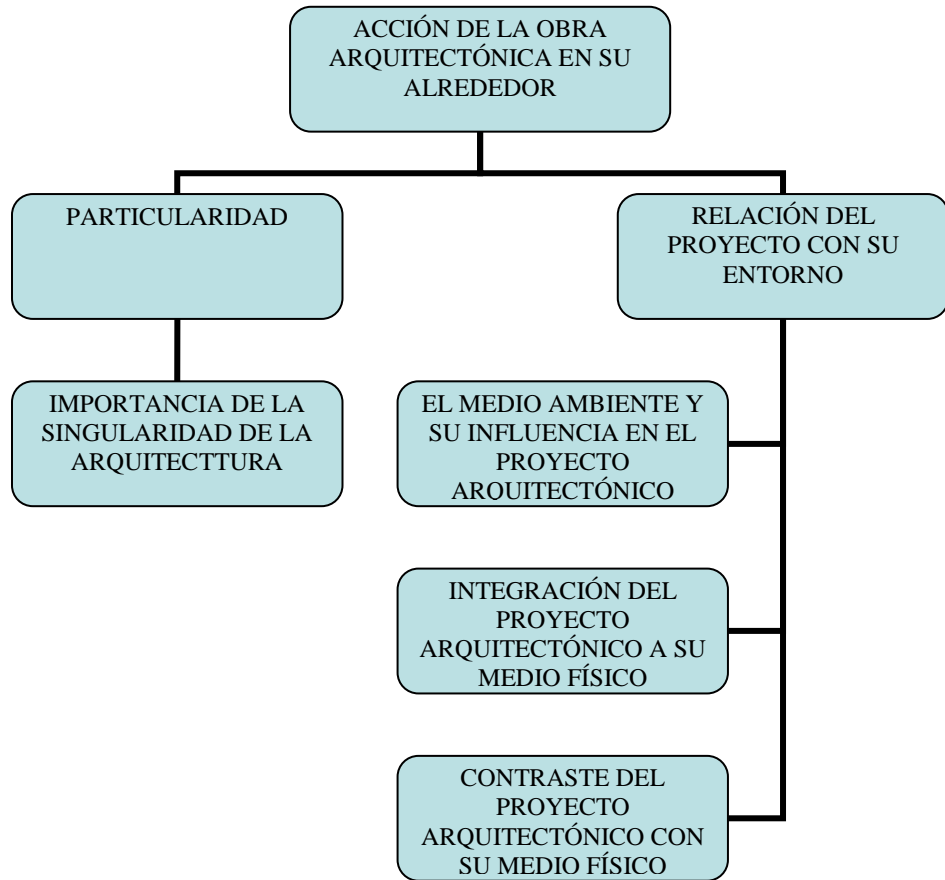 ACCIÓN DE LA OBRA
ARQUITECTÓNICA EN SU
ALREDEDOR
PARTICULARIDAD
RELACIÓN DEL
PROYECTO CON SU
ENTORNO
IMPORTANCIA DE LA
SINGULARIDAD DE LA
ARQUITECTTURA
EL MEDIO AMBIENTE Y
SU INFLUENCIA EN EL
PROYECTO
ARQUITECTÓNICO
INTEGRACIÓN DEL
PROYECTO
ARQUITECTÓNICO A SU
MEDIO FÍSICO
CONTRASTE DEL
PROYECTO
ARQUITECTÓNICO CON
SU MEDIO FÍSICO